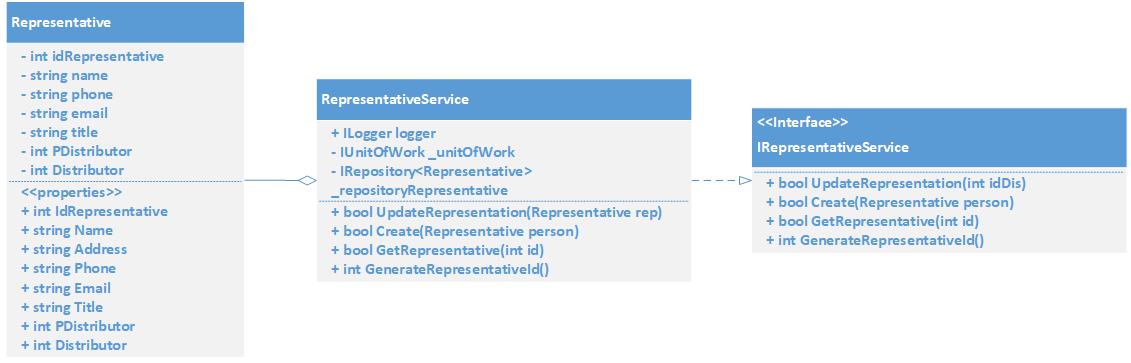 Representative
- int idRepresentative
- string name
- string phone
- string email
- string title
- int PDistributor
- int Distributor
<<properties>>
+ int IdRepresentative
+ string Name
+ string Address
+ string Phone
+ string Email
+ string Title
+ int PDistributor
+ int Distributor
RepresentativeService
+ ILogger logger
- IUnitOfWork _unitOfWork
- IRepository<Representative>
_repositoryRepresentative
+ bool UpdateRepresentation(Representative rep)
+ bool Create(Representative person)
+ bool GetRepresentative(int id)
+ int GenerateRepresentativeId()
<<Interface>>
IRepresentativeService
+ bool UpdateRepresentation(int idDis)
+ bool Create(Representative person)
+ bool GetRepresentative(int id)
+ int GenerateRepresentativeId()